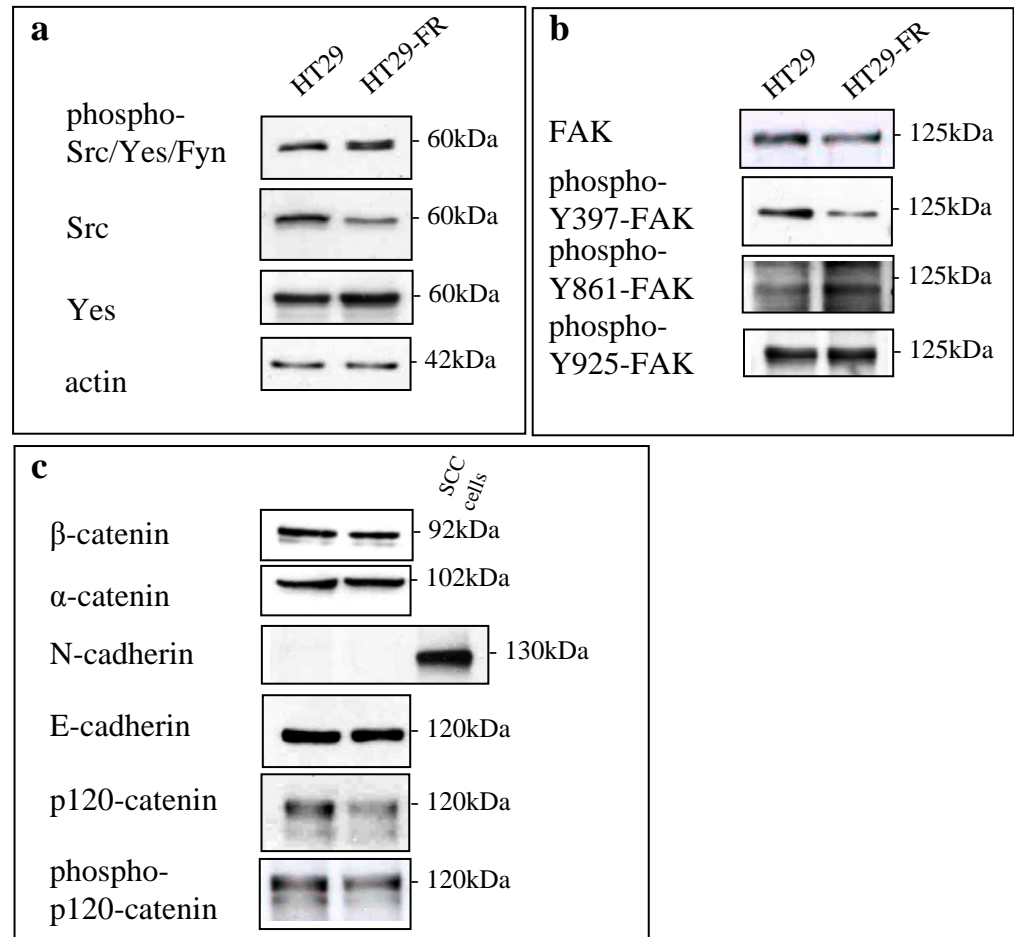 a
HT29
HT29-FR
phospho-
Src/Yes/Fyn
- 60kDa
Src
- 60kDa
Yes
- 60kDa
actin
- 42kDa
b
HT29
HT29-FR
FAK
- 125kDa
phospho-
Y397-FAK
- 125kDa
phospho-
Y861-FAK
- 125kDa
phospho-
Y925-FAK
- 125kDa
c
SCC
cells
β-catenin
- 92kDa
α-catenin
- 102kDa
N-cadherin
- 130kDa
E-cadherin
- 120kDa
p120-catenin
- 120kDa
phospho-
p120-catenin
- 120kDa